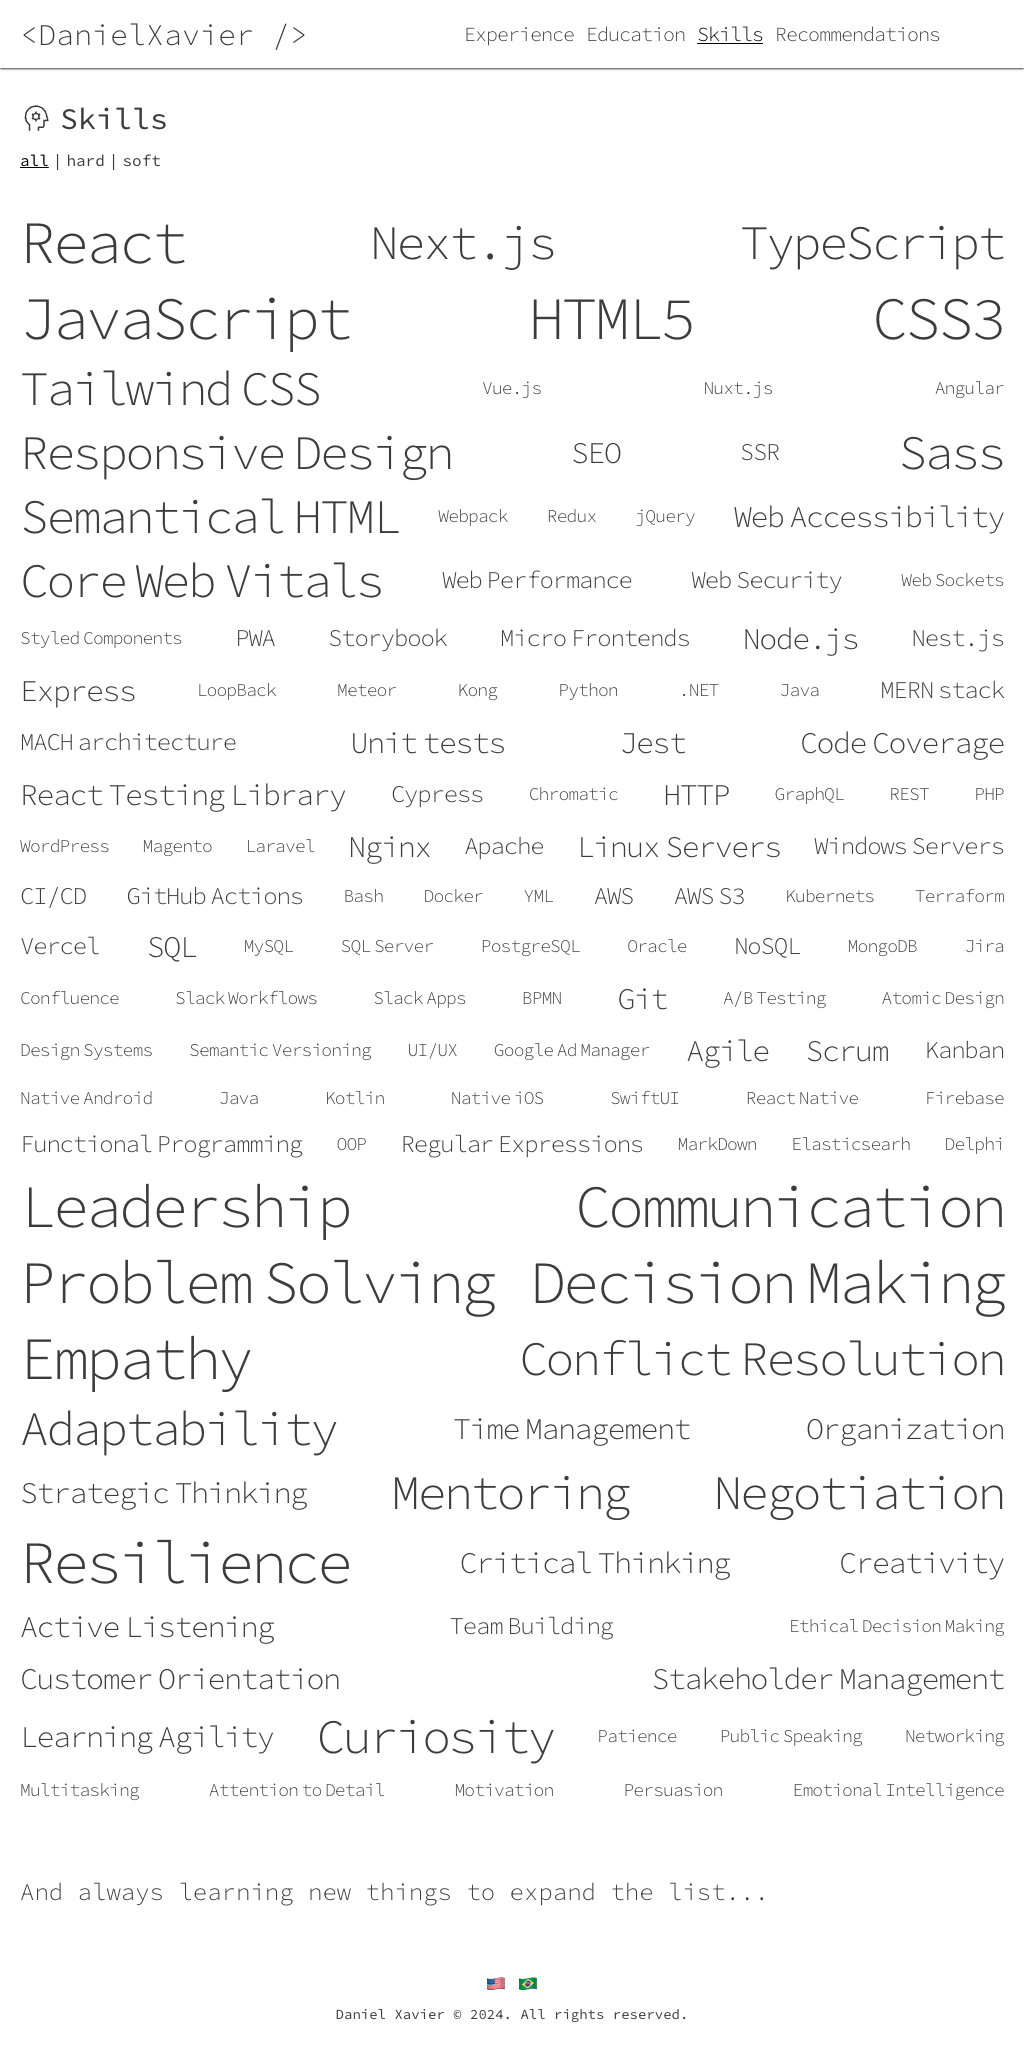 <DanielXavier />
Experience Education Skills Recommendations
Skills
all | hard | soft
React Next.js TypeScript
JavaScript HTML5 CSS3
Tailwind CSS Vue.js Nuxt.js Angular
Responsive Design SEO SSR Sass
Semantical HTML Webpack Redux jQuery Web Accessibility
Core Web Vitals Web Performance Web Security Web Sockets
Styled Components PWA Storybook Micro Frontends Node.js Nest.js
Express LoopBack Meteor Kong Python .NET Java MERN stack
MACH architecture Unit tests Jest Code Coverage
React Testing Library Cypress Chromatic HTTP GraphQL REST PHP
WordPress Magento Laravel Nginx Apache Linux Servers Windows Servers
CI/CD GitHub Actions Bash Docker YML AWS AWS S3 Kubernets Terraform
Vercel SQL MySQL SQL Server PostgreSQL Oracle NoSQL MongoDB Jira
Confluence Slack Workflows Slack Apps BPMN Git A/B Testing Atomic Design
Design Systems Semantic Versioning UI/UX Google Ad Manager Agile Scrum Kanban
Native Android Java Kotlin Native iOS SwiftUI React Native Firebase
Functional Programming OOP Regular Expressions MarkDown Elasticsearh Delphi
Leadership Communication
Problem Solving Decision Making
Empathy Conflict Resolution
Adaptability Time Management Organization
Strategic Thinking Mentoring Negotiation
Resilience Critical Thinking Creativity
Active Listening Team Building Ethical Decision Making
Customer Orientation Stakeholder Management
Learning Agility Curiosity Patience Public Speaking Networking
Multitasking Attention to Detail Motivation Persuasion Emotional Intelligence
And always learning new things to expand the list...
Daniel Xavier © 2024. All rights reserved.